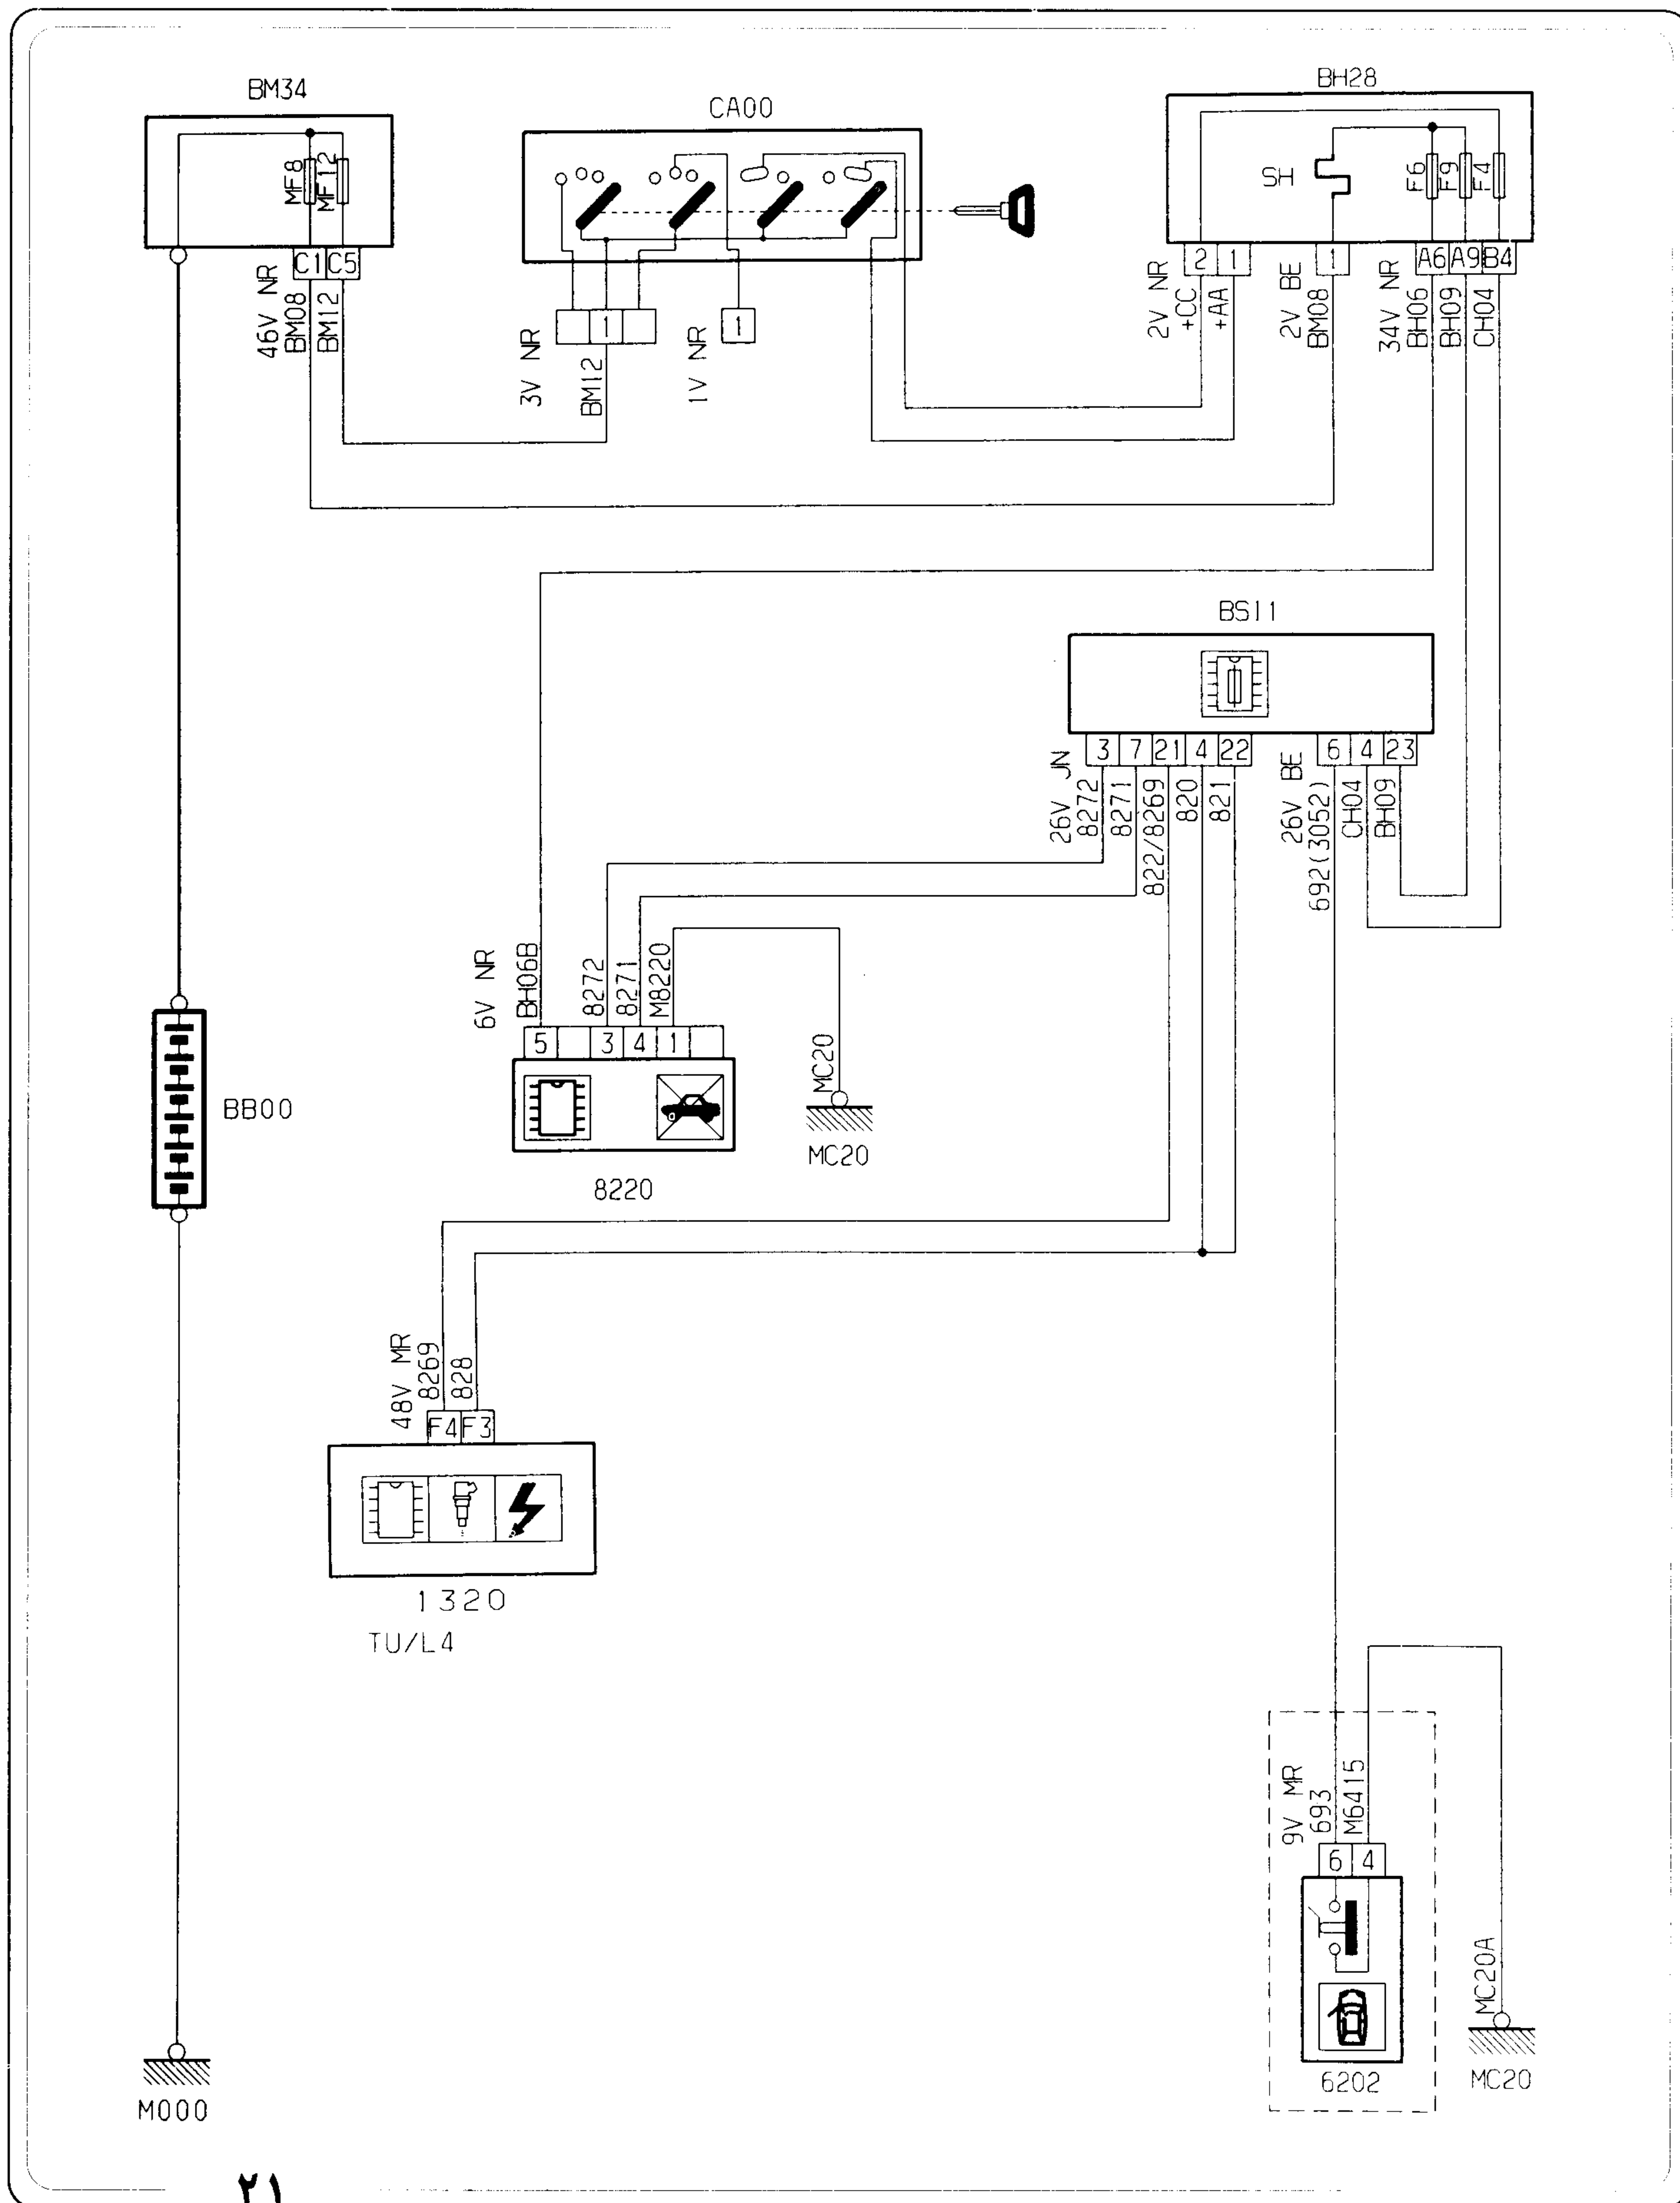 BM34
CA00
BH28
MF8
MF12
SH
F6
F9
F4
C1 C5
2 1
1
A6 A9 B4
46V NR
BM08
BM12
3V NR
1
BM12
1V NR
1
2V NR
+CC
+AA
2V BE
BM08
34V NR
BH06
BH09
CH04
BS11
3 7 21 4 22
6 4 23
26V JN
8272
8271
822/8269
820
821
26V BE
692(3052)
CH04
BH09
6V NR
BH06B
8272
8271
M8220
5 3 4 1
MC20
MC20
8220
BB00
48V MR
8269
828
F4 F3
1320
TU/L4
9V MR
693
M6415
6 4
6202
MC20A
MC20
M000
۲۱